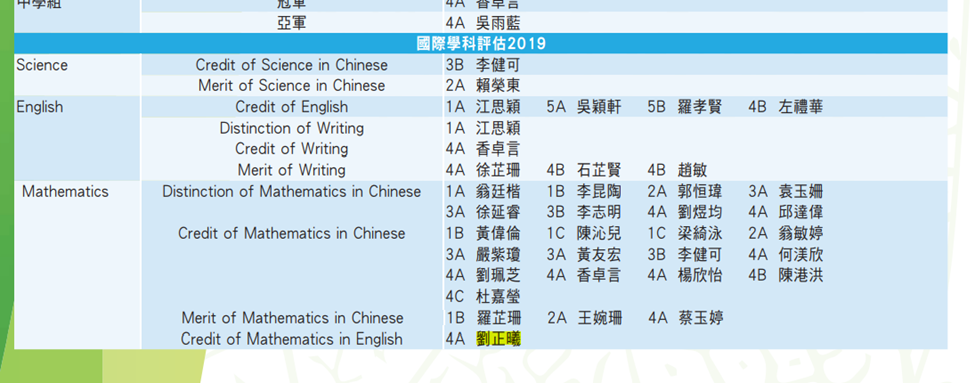 中學組 冠軍 4A 香卓言
亞軍 4A 吳雨藍
國際學科評估2019
Science Credit of Science in Chinese 3B 李健可
Merit of Science in Chinese 2A 賴榮東
English Credit of English 1A 江思穎 5A 吳穎軒 5B 羅孝賢 4B 左禮華
Distinction of Writing 1A 江思穎
Credit of Writing 4A 香卓言
Merit of Writing 4A 徐芷珊 4B 石芷賢 4B 趙敏
Mathematics Distinction of Mathematics in Chinese 1A 翁廷楷 1B 李昆陶 2A 郭恒瑋 3A 袁玉姍
3A 徐延睿 3B 李志明 4A 劉煜均 4A 邱達偉
Credit of Mathematics in Chinese 1B 黃偉倫 1C 陳沁兒 1C 梁綺泳 2A 翁敏婷
3A 嚴紫瓊 3A 黃友宏 3B 李健可 4A 何渼欣
4A 劉珮芝 4A 香卓言 4A 楊欣怡 4B 陳港洪
4C 杜嘉瑩
Merit of Mathematics in Chinese 1B 羅芷珊 2A 王婉珊 4A 蔡玉婷
Credit of Mathematics in English 4A 劉正曦